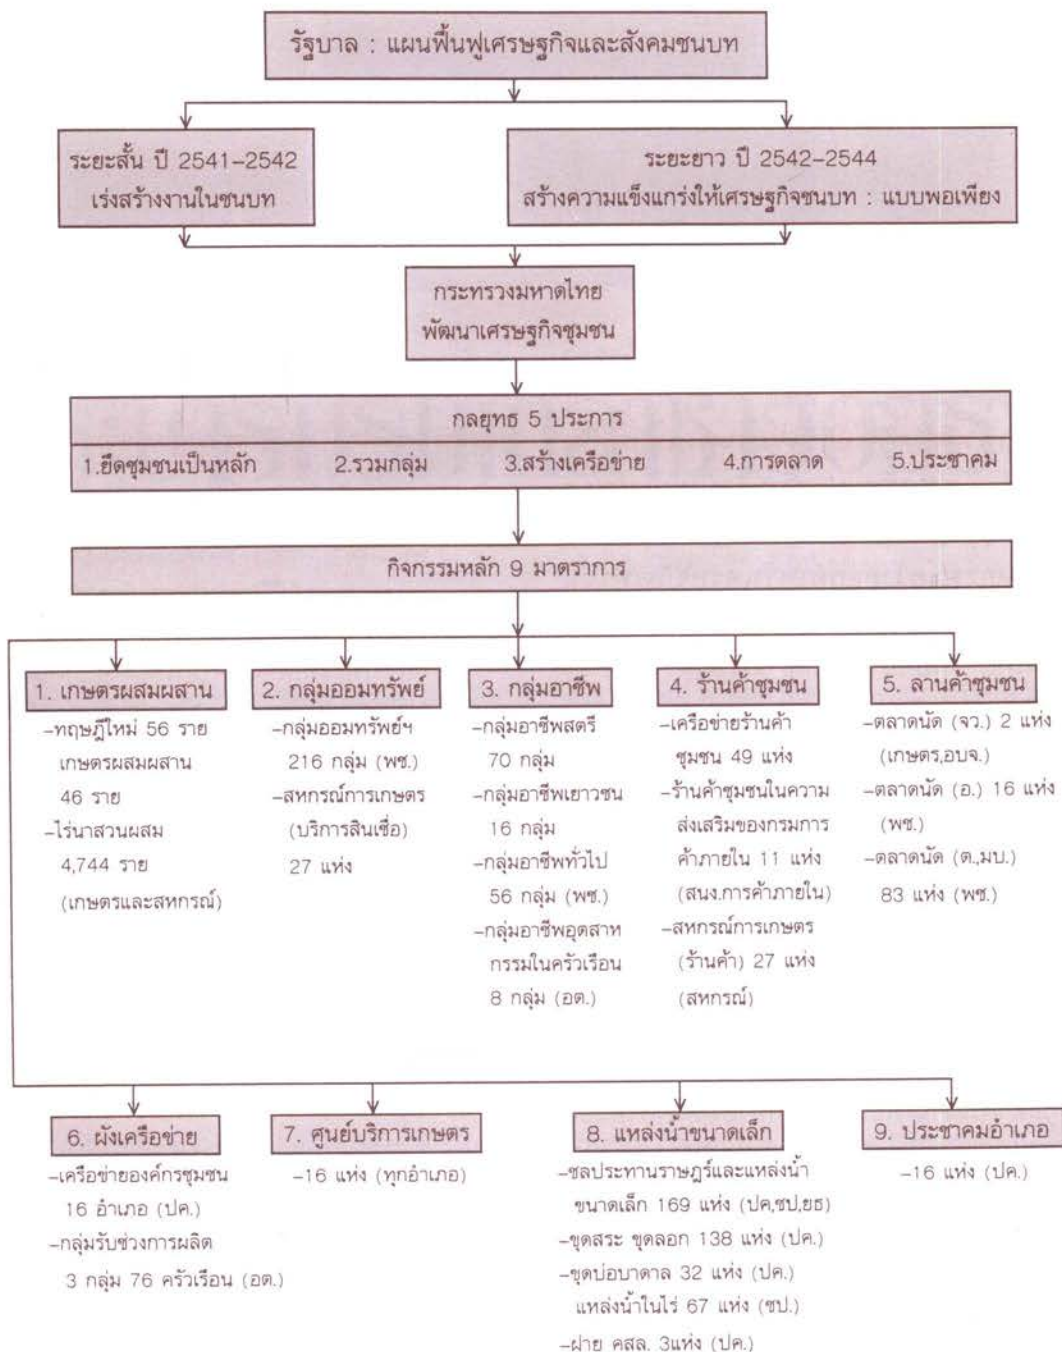 รัฐบาล : แผนฟื้นฟูเศรษฐกิจและสังคมชนบท
ระยะสั้น ปี 2541-2542
เร่งสร้างงานในชนบท
ระยะยาว ปี 2542-2544
สร้างความแข็งแกร่งให้เศรษฐกิจชนบท : แบบพอเพียง
กระทรวงมหาดไทย
พัฒนาเศรษฐกิจชุมชน
กลยุทธ 5 ประการ
1.ยึดชุมชนเป็นหลัก 2.รวมกลุ่ม 3.สร้างเครือข่าย 4.การตลาด 5.ประชาคม
กิจกรรมหลัก 9 มาตราการ
1. เกษตรผสมผสาน
-ทฤษฎีใหม่ 56 ราย
เกษตรผสมผสาน
46 ราย
-ไร่นาสวนผสม
4,744 ราย
(เกษตรและสหกรณ์)
2. กลุ่มออมทรัพย์
-กลุ่มออมทรัพย์ฯ
216 กลุ่ม (พช.)
-สหกรณ์การเกษตร
(บริการสินเชื่อ)
27 แห่ง
3. กลุ่มอาชีพ
-กลุ่มอาชีพสตรี
70 กลุ่ม
-กลุ่มอาชีพเยาวชน
16 กลุ่ม
-กลุ่มอาชีพทั่วไป
56 กลุ่ม (พช.)
-กลุ่มอาชีพอุตสาห
กรรมในครัวเรือน
8 กลุ่ม (อต.)
4. ร้านค้าชุมชน
-เครือข่ายร้านค้า
ชุมชน 49 แห่ง
-ร้านค้าชุมชนในความ
ส่งเสริมของกรมการ
ค้าภายใน 11 แห่ง
(สนง.การค้าภายใน)
-สหกรณ์การเกษตร
(ร้านค้า) 27 แห่ง
(สหกรณ์)
5. ลานค้าชุมชน
-ตลาดนัด (จว.) 2 แห่ง
(เกษตร,อบจ.)
-ตลาดนัด (อ.) 16 แห่ง
(พช.)
-ตลาดนัด (ต.,มบ.)
83 แห่ง (พช.)
6. ผังเครือข่าย
-เครือข่ายองค์กรชุมชน
16 อำเภอ (ปค.)
-กลุ่มรับช่วงการผลิต
3 กลุ่ม 76 ครัวเรือน (อต.)
7. ศูนย์บริการเกษตร
-16 แห่ง (ทุกอำเภอ)
8. แหล่งน้ำขนาดเล็ก
-ชลประทานราษฎร์และแหล่งน้ำ
ขนาดเล็ก 169 แห่ง (ปค,ชป,ยธ)
-ขุดสระ ขุดลอก 138 แห่ง (ปค.)
-ขุดบ่อบาดาล 32 แห่ง (ปค.)
แหล่งน้ำในไร่ 67 แห่ง (ชป.)
-ฝาย คสล. 3แห่ง (ปค.)
9. ประชาคมอำเภอ
-16 แห่ง (ปค.)